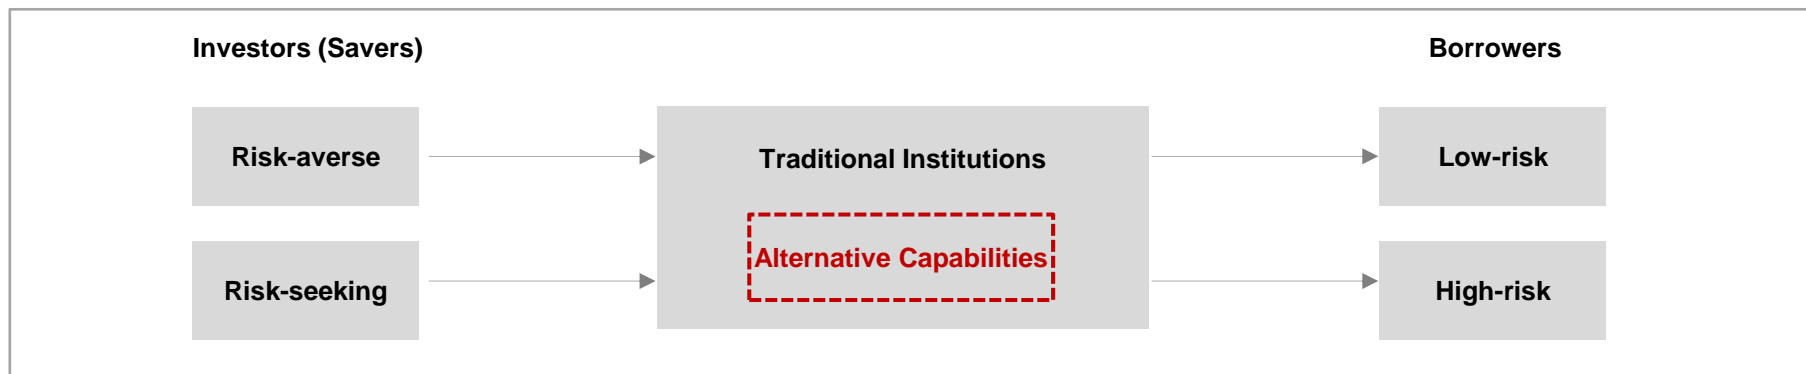 Investors (Savers)
Borrowers
Risk-averse
Traditional Institutions
Low-risk
Alternative Capabilities
Risk-seeking
High-risk